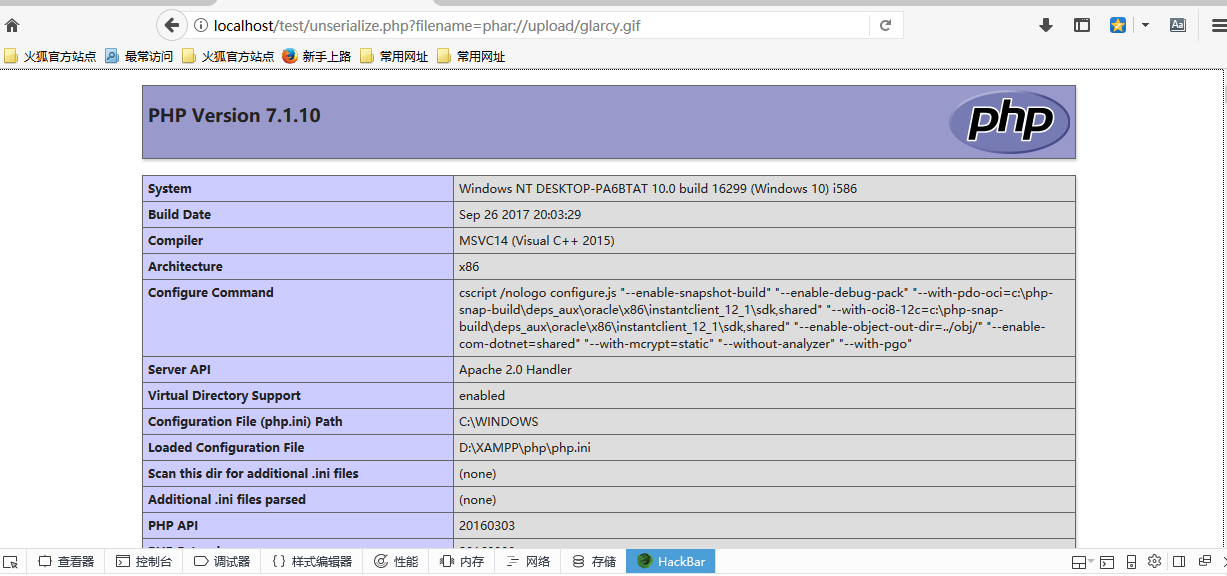 localhost/test/unserialize.php?filename=phar://upload/glarcy.gif
火狐官方站点 最常访问 火狐官方站点 新手上路 常用网址 常用网址
PHP Version 7.1.10
php
System Windows NT DESKTOP-PA6BTAT 10.0 build 16299 (Windows 10) i586
Build Date Sep 26 2017 20:03:29
Compiler MSVC14 (Visual C++ 2015)
Architecture x86
Configure Command cscript /nologo configure.js "--enable-snapshot-build" "--enable-debug-pack" "--with-pdo-oci=c:\php-
snap-build\deps_aux\oracle\x86\instantclient_12_1\sdk,shared" "--with-oci8-12c=c:\php-snap-
build\deps_aux\oracle\x86\instantclient_12_1\sdk,shared" "--enable-object-out-dir=../obj/" "--enable-
com-dotnet=shared" "--with-mcrypt=static" "--without-analyzer" "--with-pgo"
Server API Apache 2.0 Handler
Virtual Directory Support enabled
Configuration File (php.ini) Path C:\WINDOWS
Loaded Configuration File D:\XAMPP\php\php.ini
Scan this dir for additional .ini files (none)
Additional .ini files parsed (none)
PHP API 20160303
查看器 控制台 调试器 { } 样式编辑器 性能 内存 网络 存储 HackBar